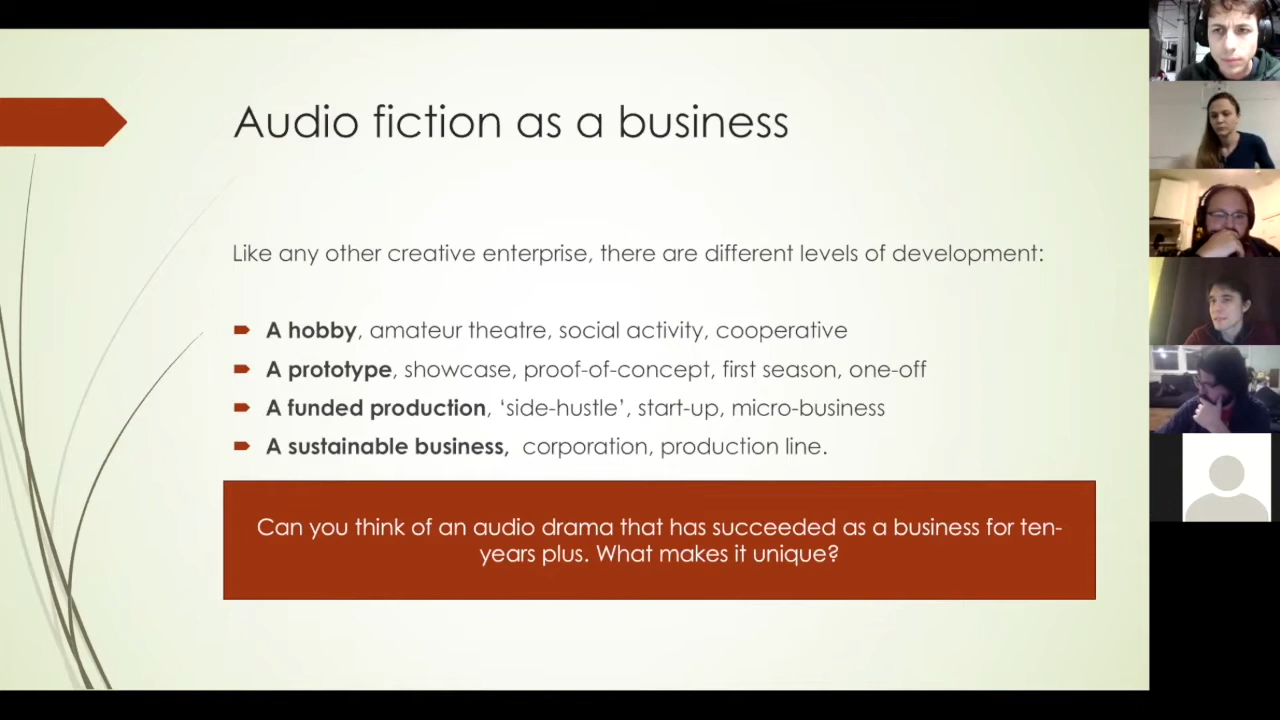 Audio fiction as a business
Like any other creative enterprise, there are different levels of development:
A hobby, amateur theatre, social activity, cooperative
A prototype, showcase, proof-of-concept, first season, one-off
A funded production, ‘side-hustle’, start-up, micro-business
A sustainable business, corporation, production line.
Can you think of an audio drama that has succeeded as a business for ten-
years plus. What makes it unique?